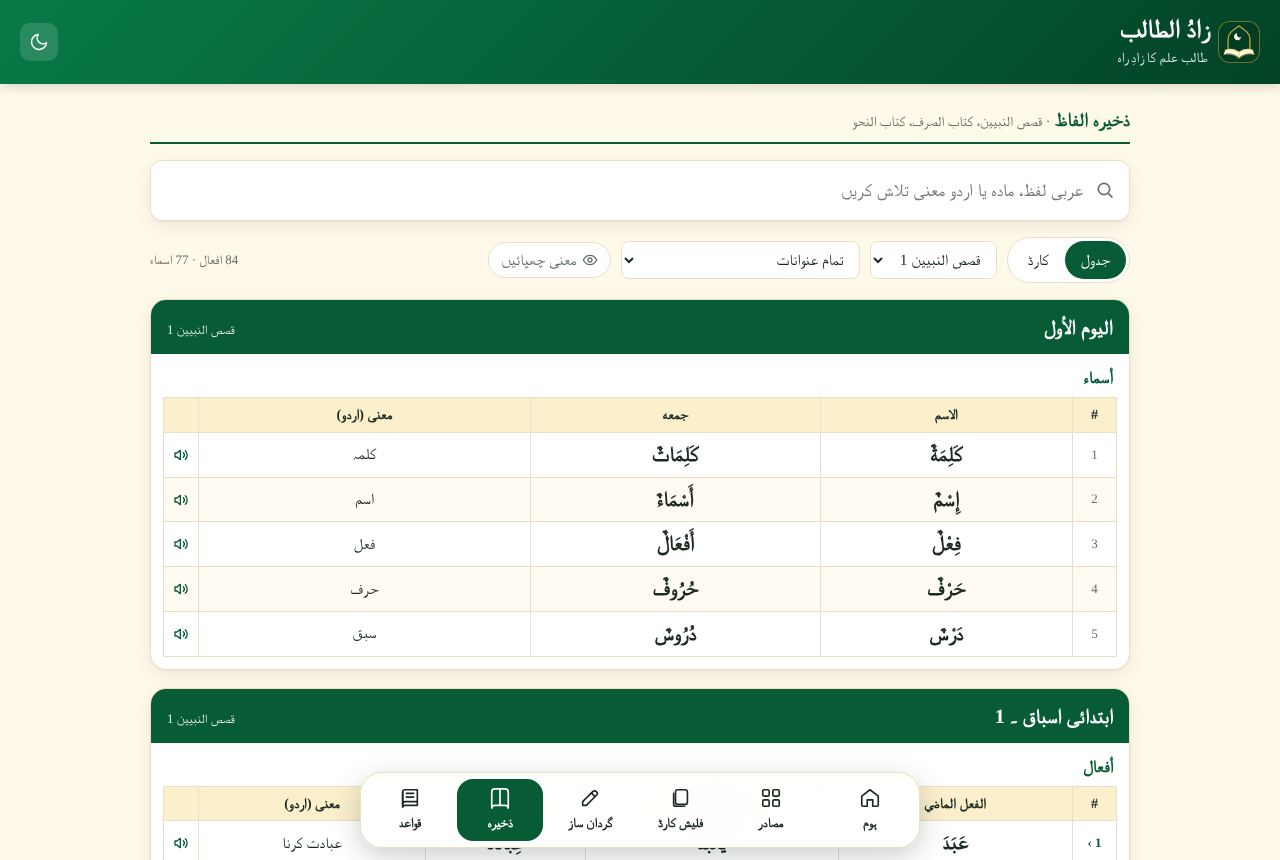 زادُ الطالب
طالب علم کا زادِ راہ
ذخیرہ الفاظ · قصص النبیین، کتاب الصرف، کتاب النحو
عربی لفظ، مادہ یا اردو معنی تلاش کریں
جدول کارڈ قصص النبیین 1 تمام عنوانات معنی چھپائیں 84 افعال · 77 اسماء
اليوم الأول قصص النبیین 1
أسماء
# الاسم جمعه معنی (اردو)
1 كَلِمَةٌ كَلِمَاتٌ کلمہ
2 إِسْمٌ أَسْمَاءٌ اسم
3 فِعْلٌ أَفْعَالٌ فعل
4 حَرْفٌ حُرُوفٌ حرف
5 دَرْسٌ دُرُوسٌ سبق
ابتدائی اسباق ۔ 1 قصص النبیین 1
أفعال
# الفعل الماضي معنی (اردو)
1 ‹ عَبَدَ عبادت کرنا
ہوم مصادر فلیش کارڈ گردان ساز ذخیرہ قواعد